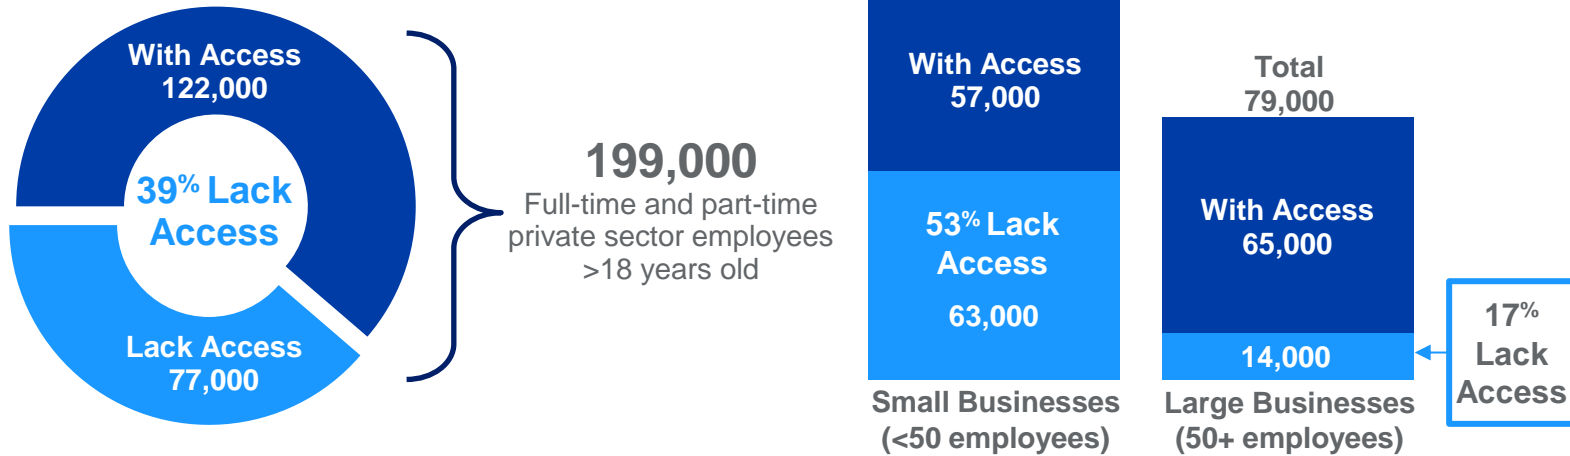 With Access
122,000
39% Lack
Access
Lack Access
77,000
199,000
Full-time and part-time
private sector employees
>18 years old
With Access
57,000
53% Lack
Access
63,000
Small Businesses
(<50 employees)
Total
79,000
With Access
65,000
14,000
Large Businesses
(50+ employees)
17%
Lack
Access